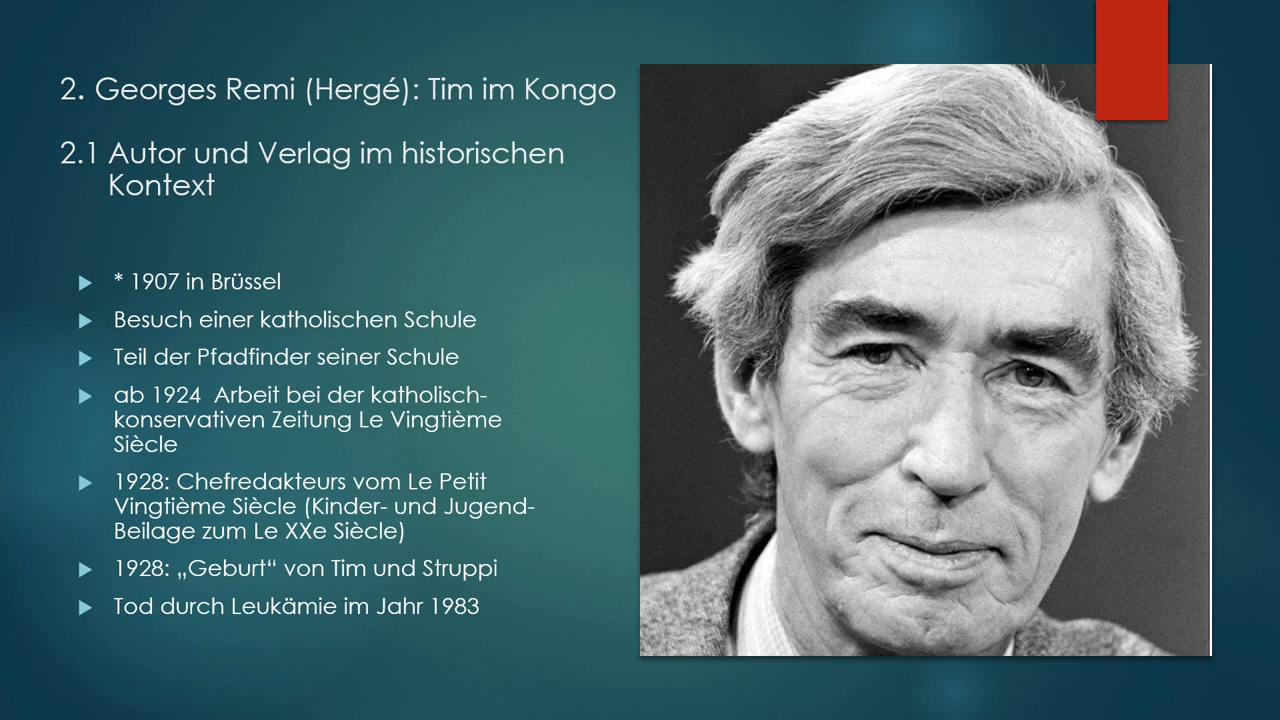 2. Georges Remi (Hergé): Tim im Kongo
2.1 Autor und Verlag im historischen
Kontext
* 1907 in Brüssel
Besuch einer katholischen Schule
Teil der Pfadfinder seiner Schule
ab 1924  Arbeit bei der katholisch-
konservativen Zeitung Le Vingtième
Siècle
1928: Chefredakteurs vom Le Petit
Vingtième Siècle (Kinder- und Jugend-
Beilage zum Le XXe Siècle)
1928: „Geburt“ von Tim und Struppi
Tod durch Leukämie im Jahr 1983